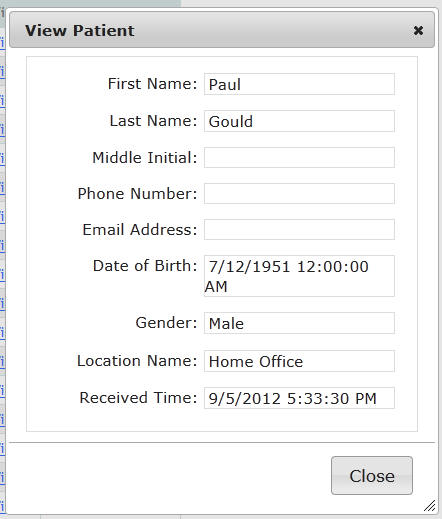 View Patient
First Name: Paul
Last Name: Gould
Middle Initial:
Phone Number:
Email Address:
Date of Birth: 7/12/1951 12:00:00
AM
Gender: Male
Location Name: Home Office
Received Time: 9/5/2012 5:33:30 PM
Close